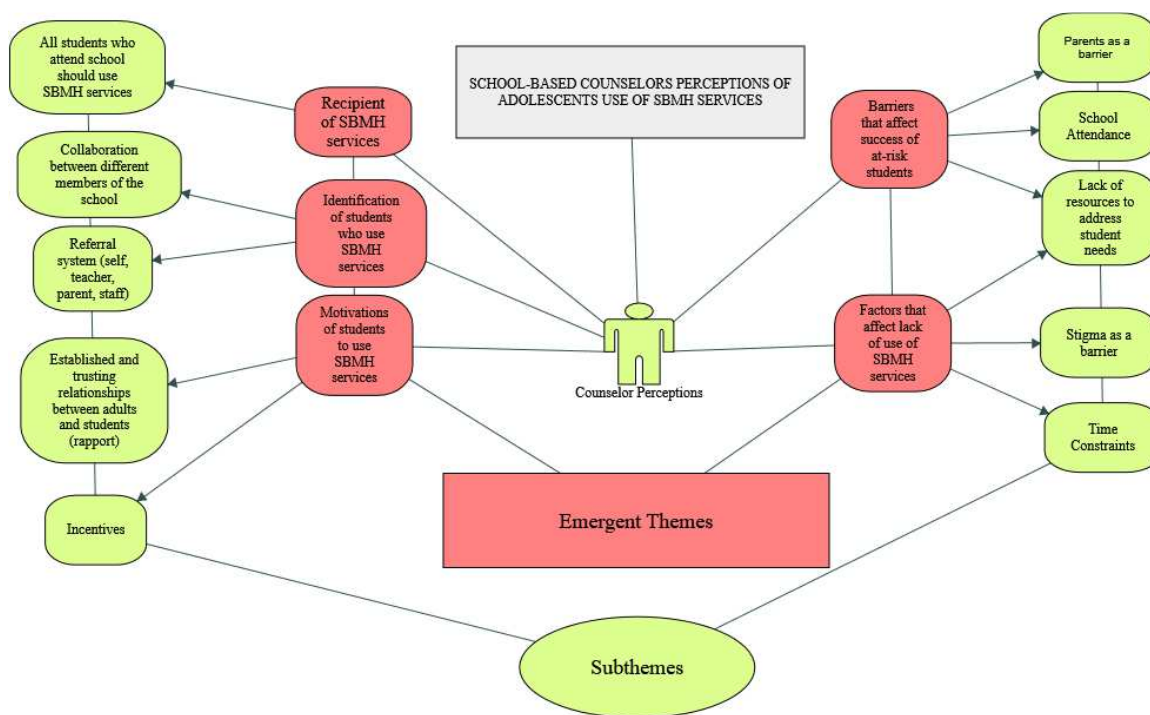 All students who
attend school
should use
SBMH services
Collaboration
between different
members of the
school
Referral
system (self,
teacher,
parent, staff)
Established and
trusting
relationships
between adults
and students
(rapport)
Incentives
Recipient
of SBMH
services
Identification
of students
who use
SBMH
services
Motivations
of students
to use
SBMH
services
SCHOOL-BASED COUNSELORS PERCEPTIONS OF
ADOLESCENTS USE OF SBMH SERVICES
Counselor Perceptions
Emergent Themes
Subthemes
Barriers
that affect
success of
at-risk
students
Factors that
affect lack
of use of
SBMH
services
Parents as a
barrier
School
Attendance
Lack of
resources to
address
student
needs
Stigma as a
barrier
Time
Constraints